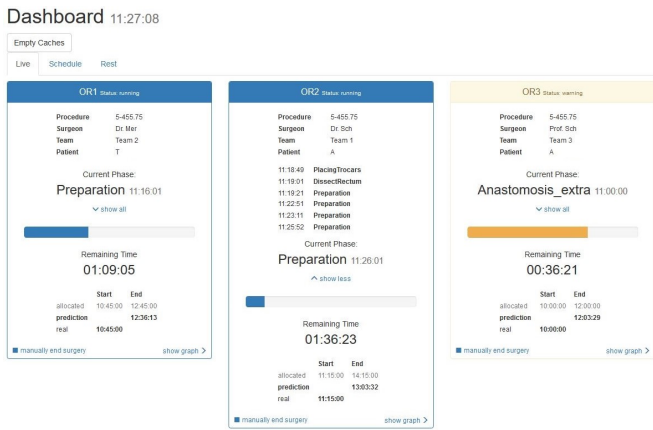 Dashboard 11:27:08
Empty Caches
Live Schedule Rest
OR1 Status: running
Procedure 5-455.75
Surgeon Dr. Mer
Team Team 2
Patient T
Current Phase:
Preparation 11:16:01
show all
Remaining Time
01:09:05
Start End
allocated 10:45:00 12:45:00
prediction 12:36:13
real 10:45:00
manually end surgery show graph
OR2 Status: running
Procedure 5-455.75
Surgeon Dr. Sch
Team Team 1
Patient A
11:18:49 PlacingTrocars
11:19:01 DissectRectum
11:19:21 Preparation
11:22:51 Preparation
11:23:11 Preparation
11:25:52 Preparation
Current Phase:
Preparation 11:26:01
show less
Remaining Time
01:36:23
Start End
allocated 11:15:00 14:15:00
prediction 13:03:32
real 11:15:00
manually end surgery show graph
OR3 Status: warning
Procedure 5-455.75
Surgeon Prof. Sch
Team Team 3
Patient A
Current Phase:
Anastomosis_extra 11:00:00
show all
Remaining Time
00:36:21
Start End
allocated 10:00:00 12:00:00
prediction 12:03:29
real 10:00:00
manually end surgery show graph